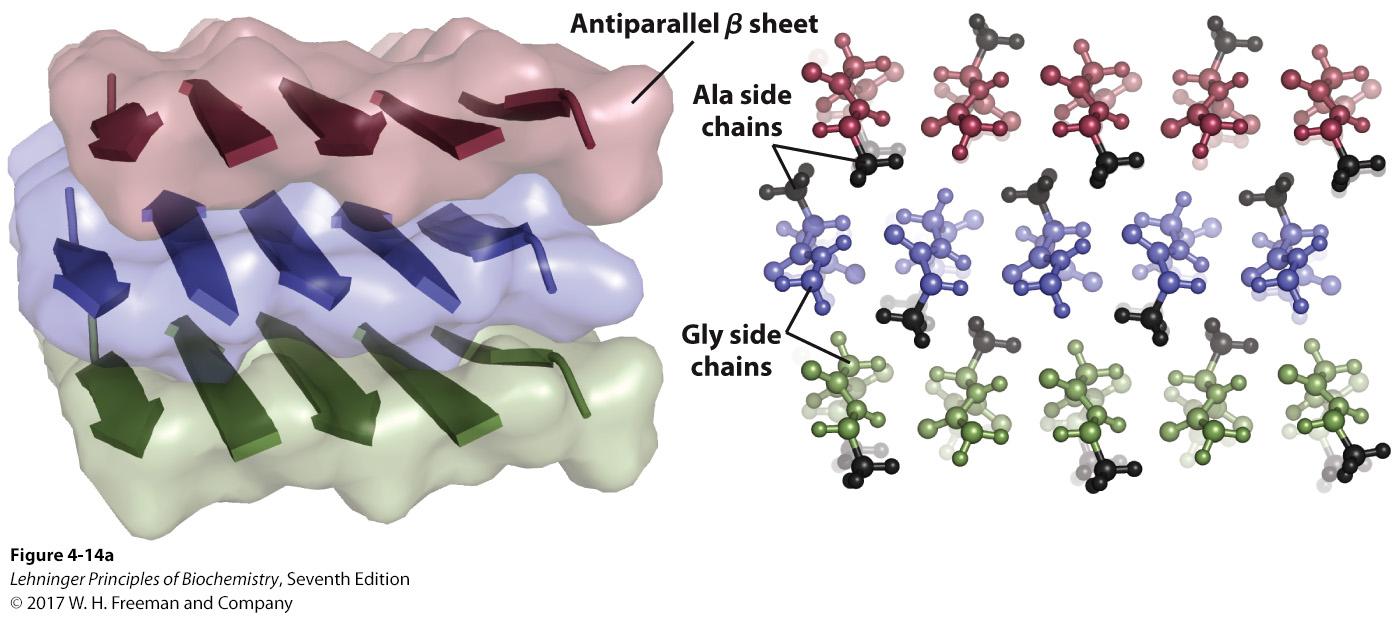 Antiparallel β sheet
Ala side
chains
Gly side
chains
Figure 4-14a
Lehninger Principles of Biochemistry, Seventh Edition
© 2017 W. H. Freeman and Company